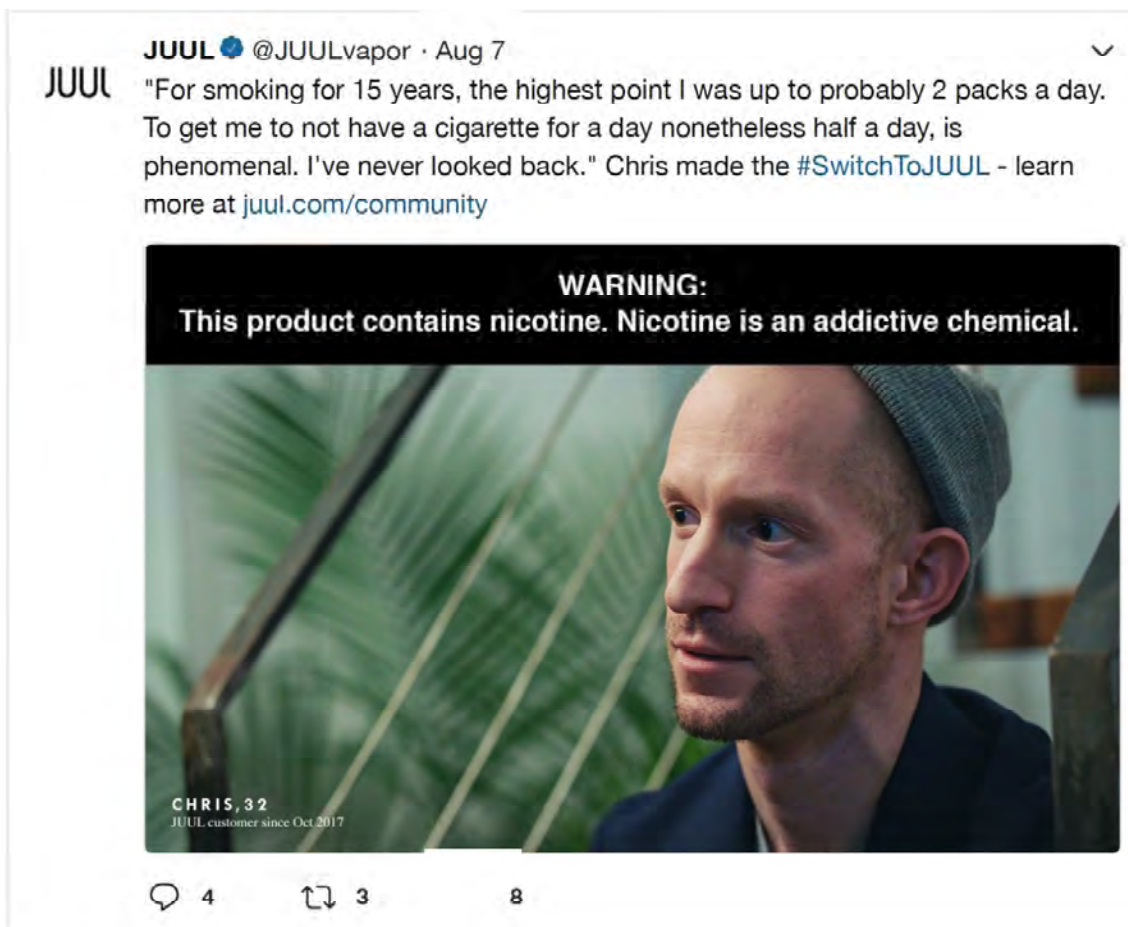 JUUL @JUULvapor · Aug 7
JUUL
"For smoking for 15 years, the highest point I was up to probably 2 packs a day.
To get me to not have a cigarette for a day nonetheless half a day, is
phenomenal. I've never looked back." Chris made the #SwitchToJUUL - learn
more at juul.com/community
WARNING:
This product contains nicotine. Nicotine is an addictive chemical.
CHRIS, 32
JUUL customer since Oct 2017
4 3 8